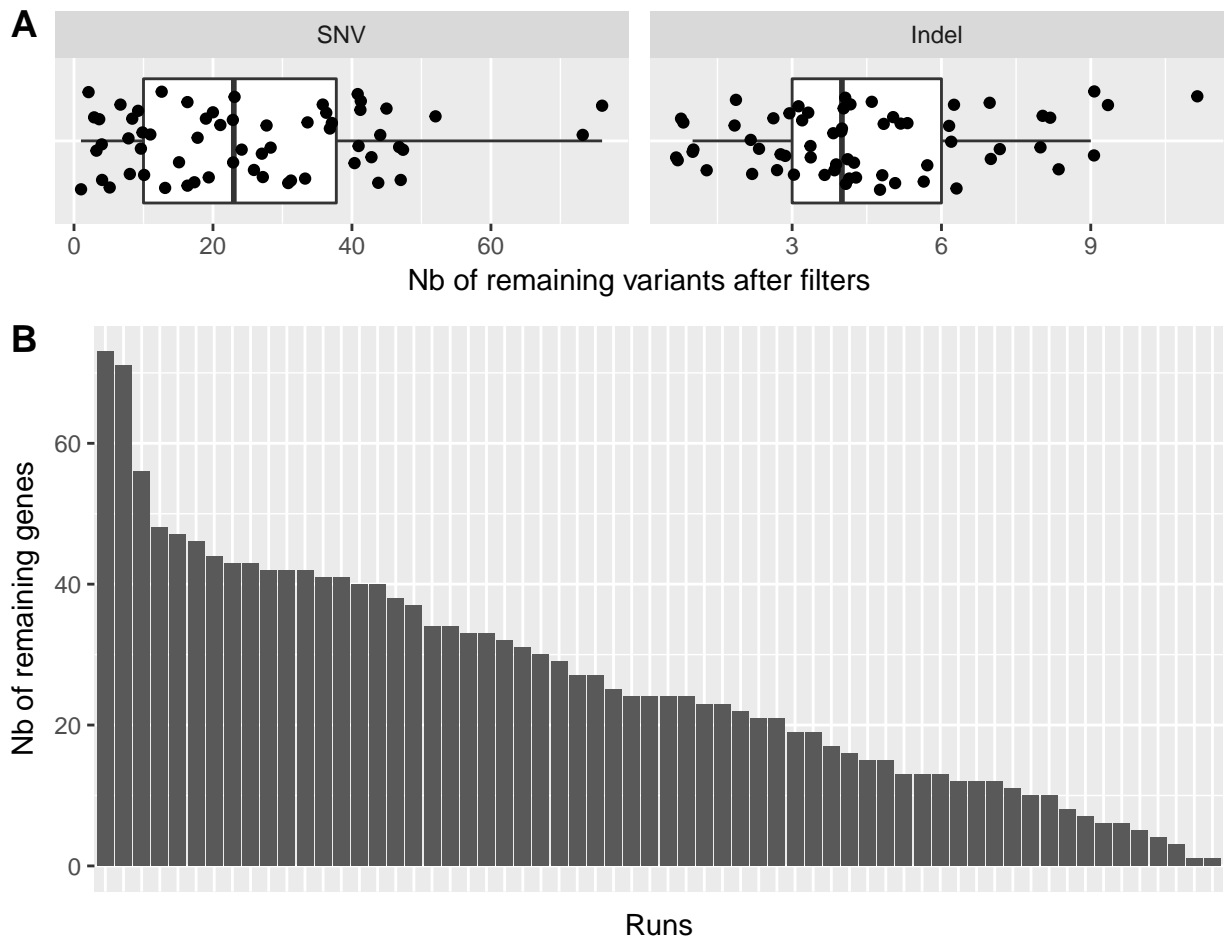 A
SNV
Indel
0 20 40 60
3 6 9
Nb of remaining variants after filters
B
Nb of remaining genes
60
40
20
0
Runs